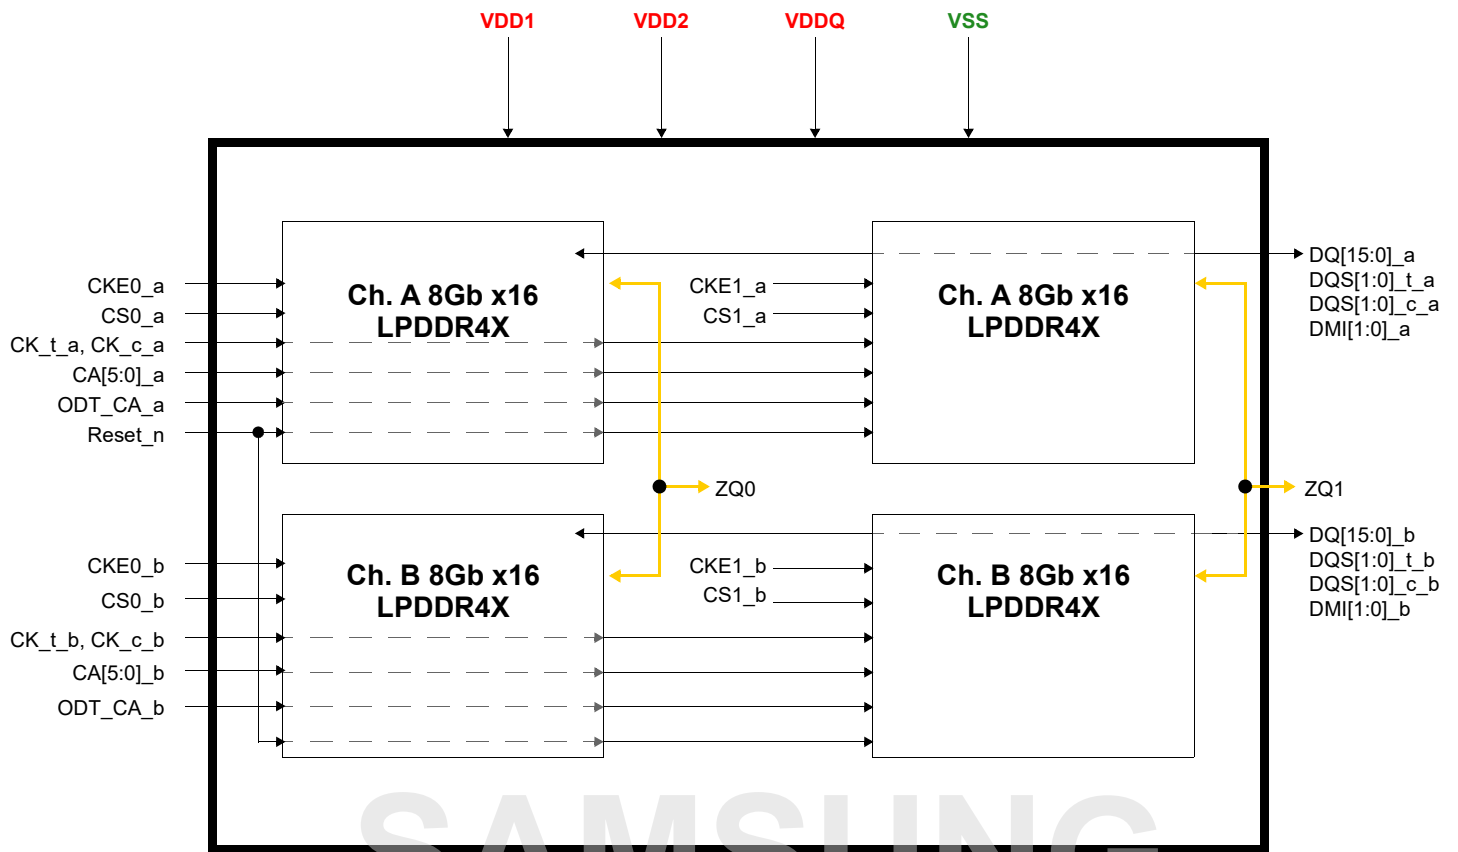 VDD1 VDD2 VDDQ VSS
CKE0_a
CS0_a
CK_t_a, CK_c_a
CA[5:0]_a
ODT_CA_a
Reset_n
Ch. A 8Gb x16
LPDDR4X
CKE1_a
CS1_a
Ch. A 8Gb x16
LPDDR4X
DQ[15:0]_a
DQS[1:0]_t_a
DQS[1:0]_c_a
DMI[1:0]_a
ZQ0
ZQ1
CKE0_b
CS0_b
CK_t_b, CK_c_b
CA[5:0]_b
ODT_CA_b
Ch. B 8Gb x16
LPDDR4X
CKE1_b
CS1_b
Ch. B 8Gb x16
LPDDR4X
DQ[15:0]_b
DQS[1:0]_t_b
DQS[1:0]_c_b
DMI[1:0]_b
SAMSUNG